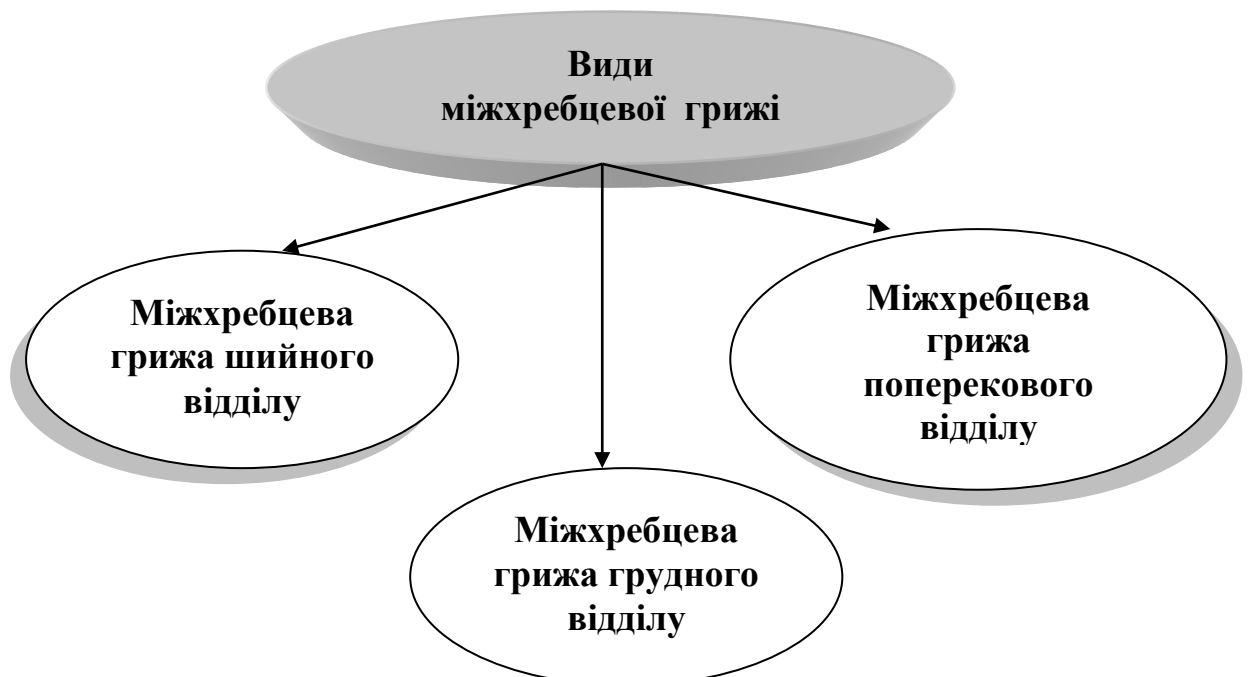 Види
міжхребцевої грижі
Міжхребцева
грижа шийного
відділу
Міжхребцева
грижа
поперекового
відділу
Міжхребцева
грижа грудного
відділу